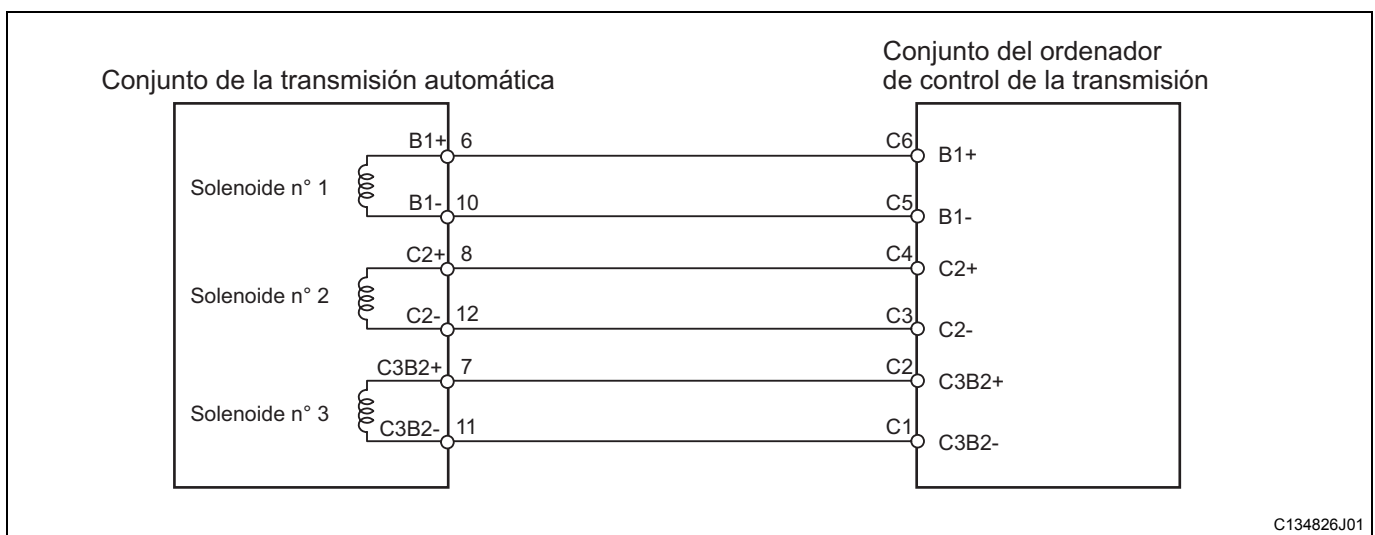 Conjunto de la transmisión automática
Conjunto del ordenador
de control de la transmisión
Solenoide n° 1
B1+ 6
C6 B1+
B1- 10
C5 B1-
Solenoide n° 2
C2+ 8
C4 C2+
C2- 12
C3 C2-
Solenoide n° 3
C3B2+ 7
C2 C3B2+
C3B2- 11
C1 C3B2-
C134826J01